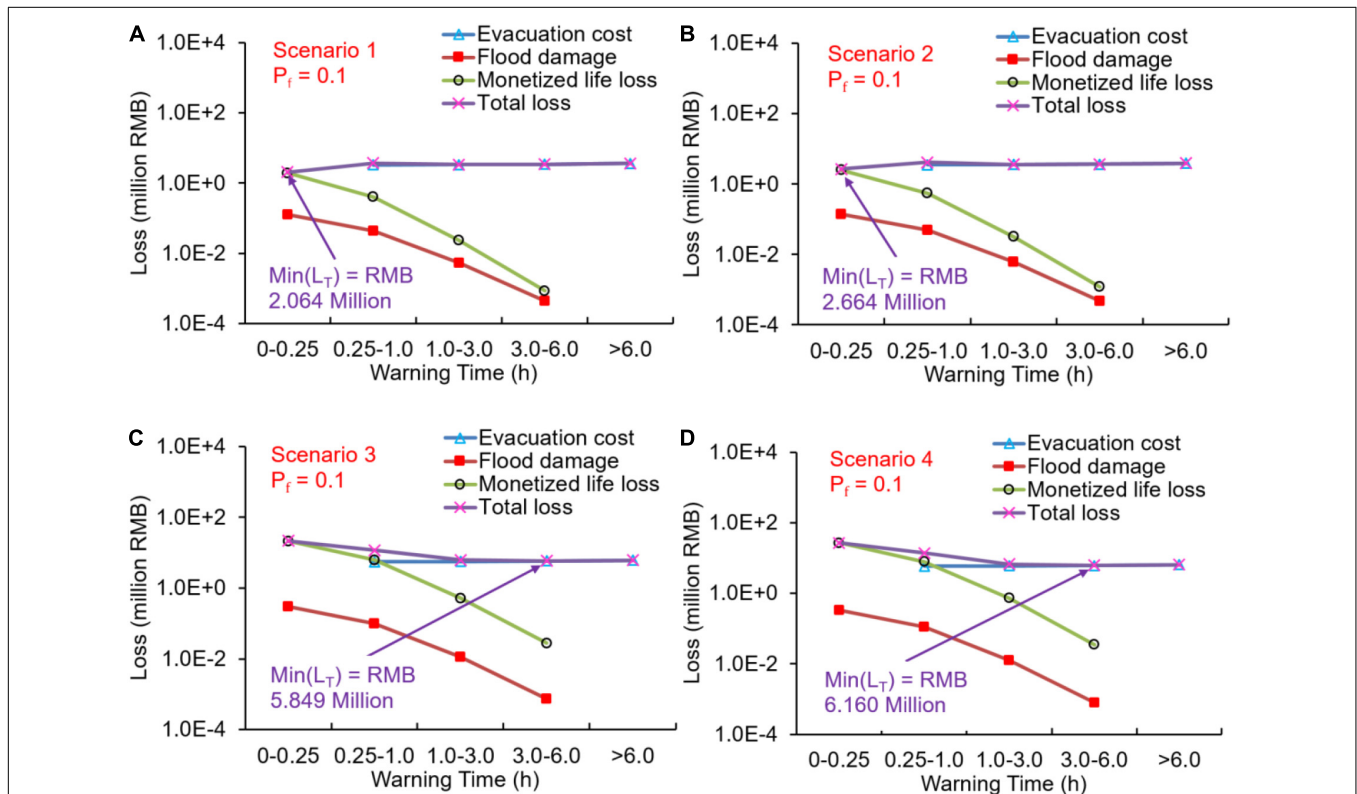 A
1.0E+4
1.0E+2
1.0E+0
1.0E-2
1.0E-4
Loss (million RMB)
Scenario 1
Pf = 0.1
Evacuation cost
Flood damage
Monetized life loss
Total loss
Min(LT) = RMB
2.064 Million
0-0.25 0.25-1.0 1.0-3.0 3.0-6.0 >6.0
Warning Time (h)
B
1.0E+4
1.0E+2
1.0E+0
1.0E-2
1.0E-4
Loss (million RMB)
Scenario 2
Pf = 0.1
Evacuation cost
Flood damage
Monetized life loss
Total loss
Min(LT) = RMB
2.664 Million
0-0.25 0.25-1.0 1.0-3.0 3.0-6.0 >6.0
Warning Time (h)
C
1.0E+4
1.0E+2
1.0E+0
1.0E-2
1.0E-4
Loss (million RMB)
Scenario 3
Pf = 0.1
Evacuation cost
Flood damage
Monetized life loss
Total loss
Min(LT) = RMB
5.849 Million
0-0.25 0.25-1.0 1.0-3.0 3.0-6.0 >6.0
Warning Time (h)
D
1.0E+4
1.0E+2
1.0E+0
1.0E-2
1.0E-4
Loss (million RMB)
Scenario 4
Pf = 0.1
Evacuation cost
Flood damage
Monetized life loss
Total loss
Min(LT) = RMB
6.160 Million
0-0.25 0.25-1.0 1.0-3.0 3.0-6.0 >6.0
Warning Time (h)